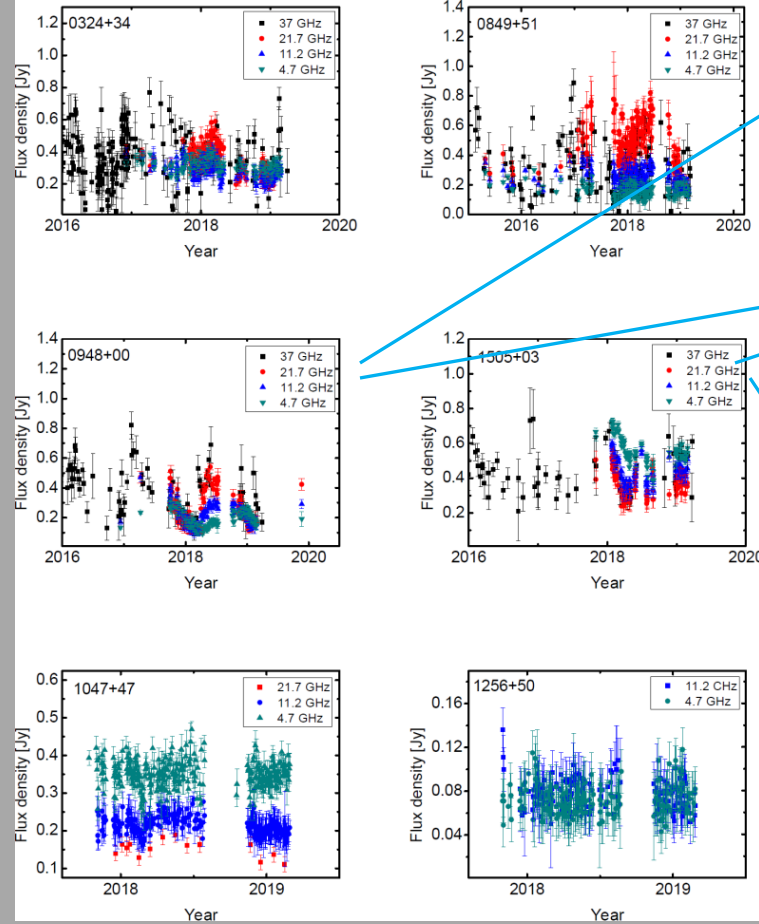 0324+34
37 GHz
21.7 GHz
11.2 GHz
4.7 GHz
Flux density [Jy]
1.2
1.0
0.8
0.6
0.4
0.2
2016
2017
2018
2019
2020
Year
0849+51
37 GHz
21.7 GHz
11.2 GHz
4.7 GHz
Flux density [Jy]
1.4
1.2
1.0
0.8
0.6
0.4
0.2
0.0
2016
2018
2020
Year
0948+00
37 GHz
21.7 GHz
11.2 GHz
4.7 GHz
Flux density [Jy]
1.4
1.2
1.0
0.8
0.6
0.4
0.2
2016
2017
2018
2019
2020
Year
1505+03
37 GHz
21.7 GHz
11.2 GHz
4.7 GHz
Flux density [Jy]
1.2
1.0
0.8
0.6
0.4
0.2
2016
2018
2020
Year
1047+47
21.7 GHz
11.2 GHz
4.7 GHz
Flux density [Jy]
0.6
0.5
0.4
0.3
0.2
0.1
2018
2019
Year
1256+50
11.2 CHz
4.7 GHz
Flux density [Jy]
0.16
0.12
0.08
0.04
2018
2019
Year